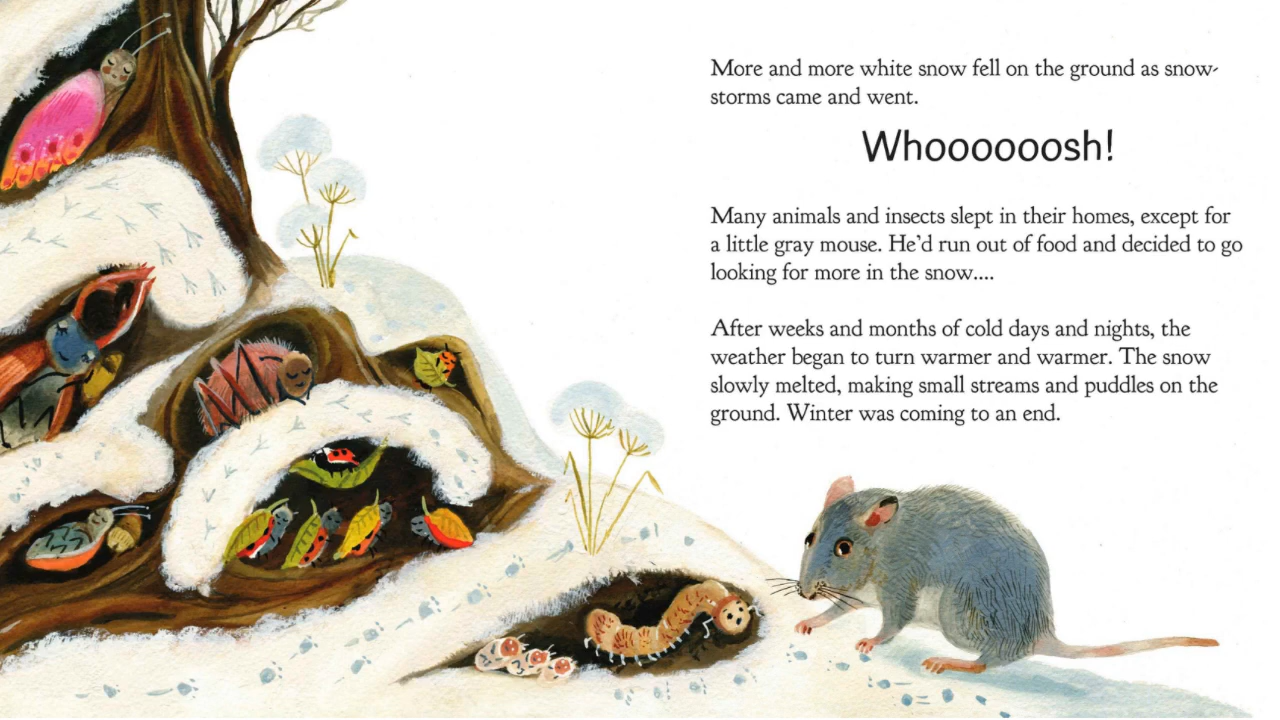 More and more white snow fell on the ground as snow-
storms came and went.
Whoooooosh!
Many animals and insects slept in their homes, except for
a little gray mouse. He’d run out of food and decided to go
looking for more in the snow....
After weeks and months of cold days and nights, the
weather began to turn warmer and warmer. The snow
slowly melted, making small streams and puddles on the
ground. Winter was coming to an end.